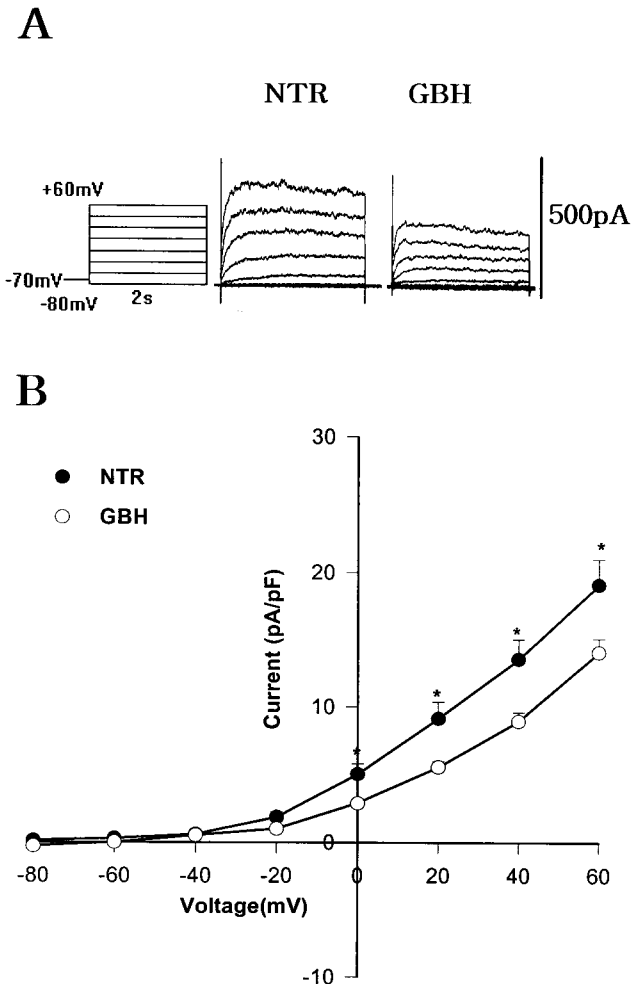 A
NTR GBH
+60mV
500pA
-70mV
-80mV
2s
B
30
NTR
GBH
*
20
*
Current (pA/pF)
*
10
*
0
-80 -60 -40 -20 0 20 40 60
Voltage(mV)
-10